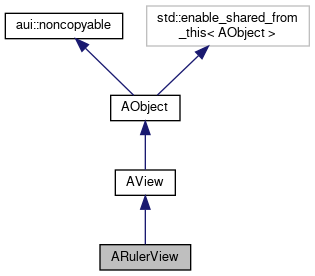 aui::noncopyable
std::enable_shared_from
_this< AObject >
AObject
AView
ARulerView